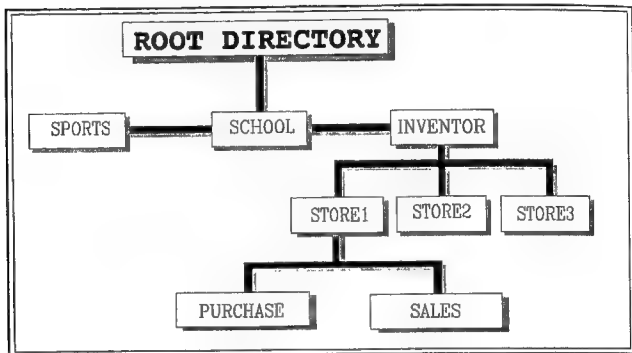 ROOT DIRECTORY
SPORTS
SCHOOL
INVENTOR
STORE1
STORE2
STORE3
PURCHASE
SALES